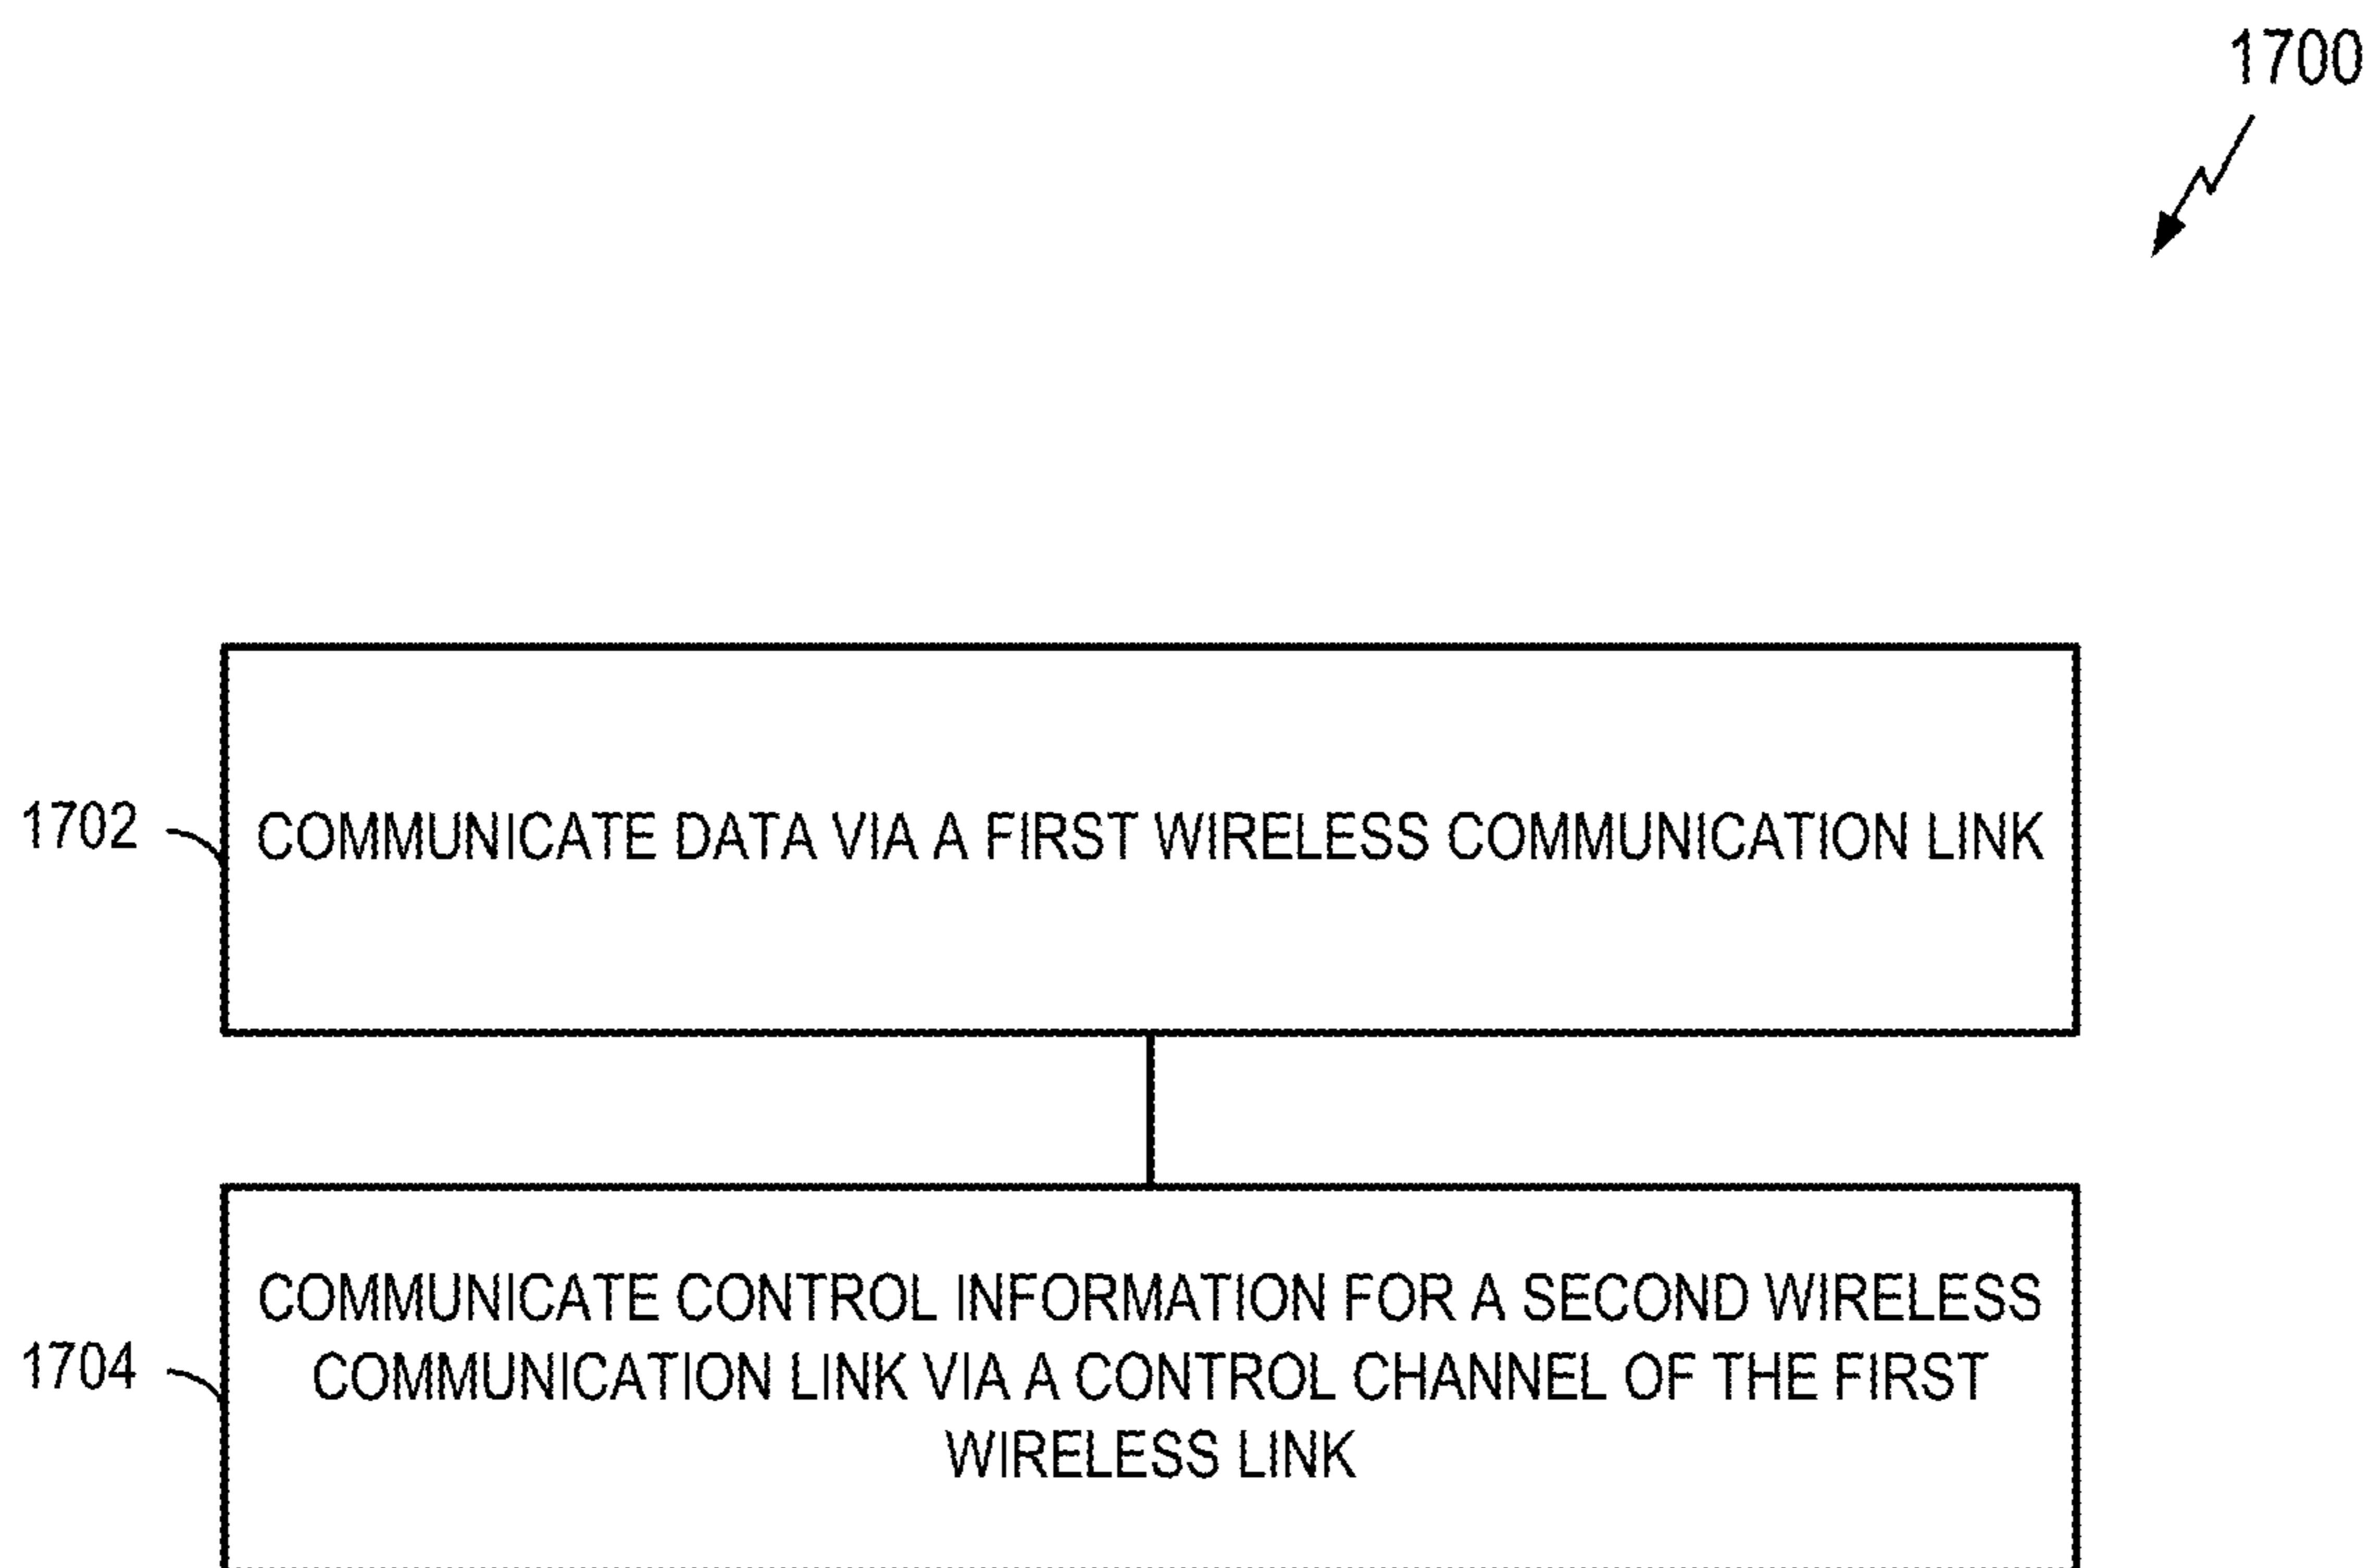 1700
1702
COMMUNICATE DATA VIA A FIRST WIRELESS COMMUNICATION LINK
COMMUNICATE CONTROL INFORMATION FOR A SECOND WIRELESS
1704
COMMUNICATION LINK VIA A CONTROL CHANNEL OF THE FIRST
WIRELESS LINK